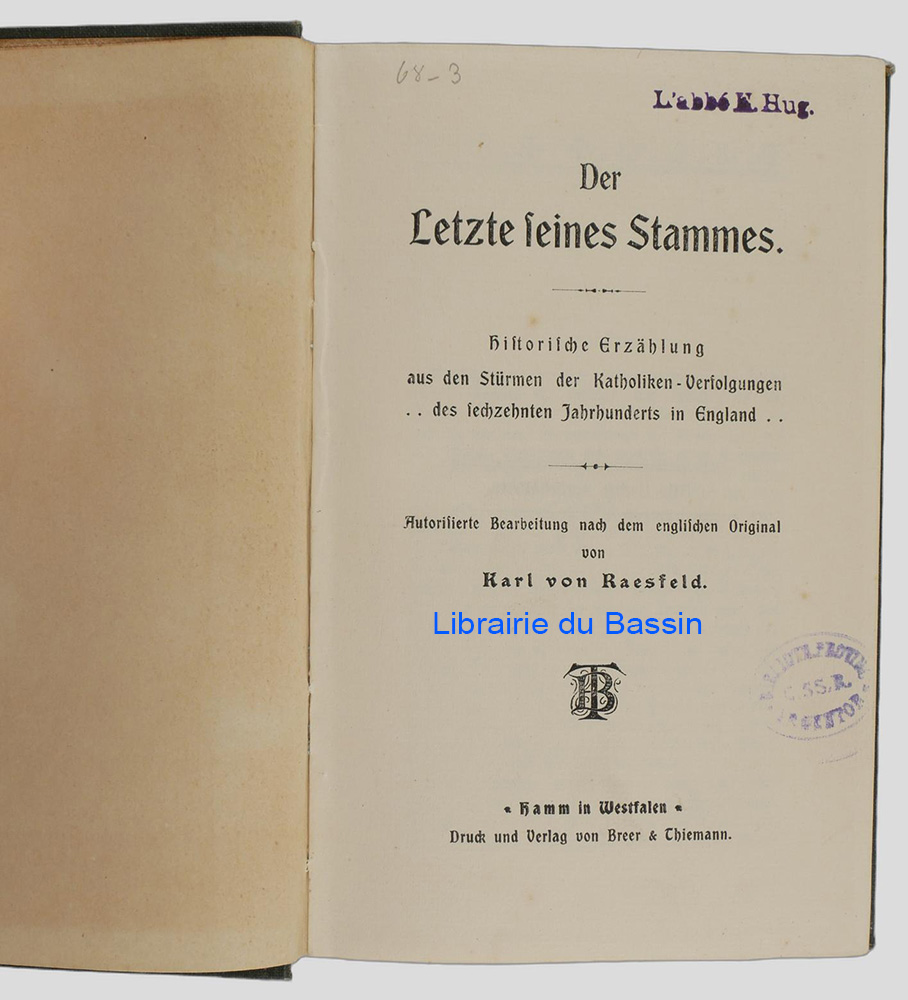 68-3
L'abbé H. Hug.
Der
Letzte ſeines Stammes.
Hiſtoriſche Erzählung
aus den Stürmen der Katholiken-Verfolgungen
. . des ſechzehnten Jahrhunderts in England . .
Autoriſierte Bearbeitung nach dem engliſchen Original
von
Karl von Raesfeld.
Librairie du Bassin
BT
C.SS.R.
Hamm in Westfalen
Druck und Verlag von Breer & Thiemann.